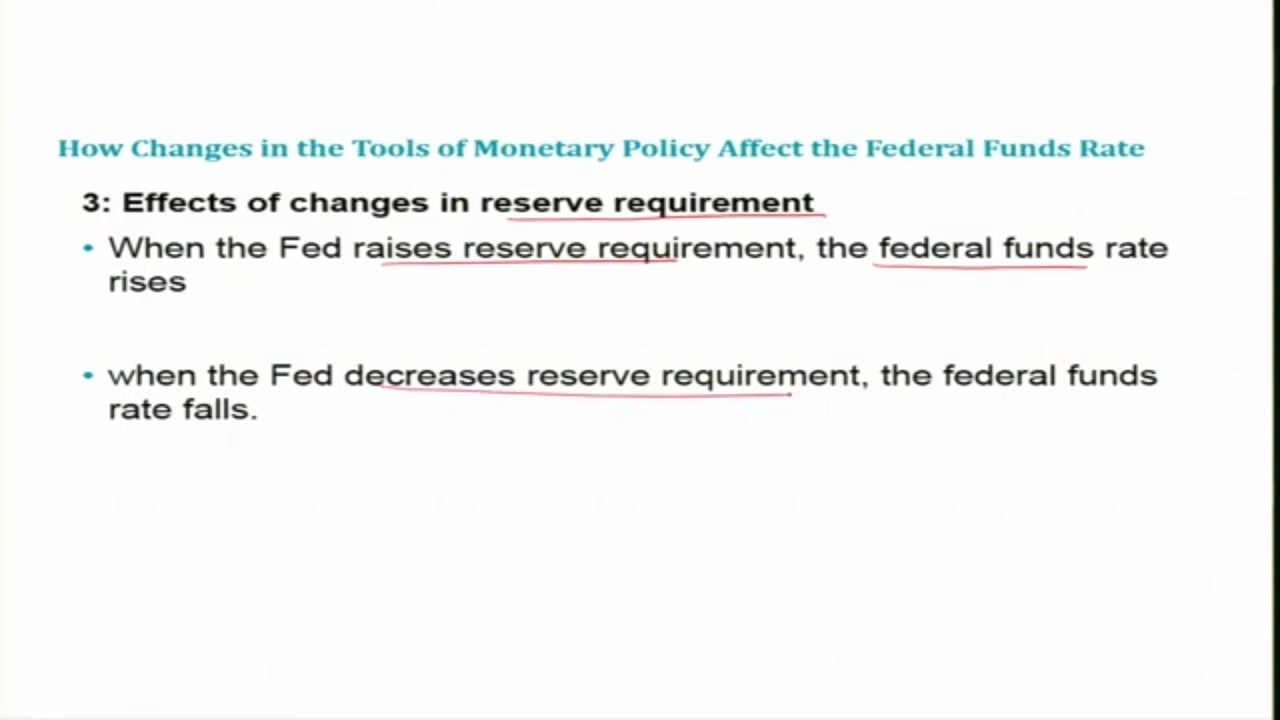 How Changes in the Tools of Monetary Policy Affect the Federal Funds Rate
3: Effects of changes in reserve requirement
• When the Fed raises reserve requirement, the federal funds rate
rises
• when the Fed decreases reserve requirement, the federal funds
rate falls.